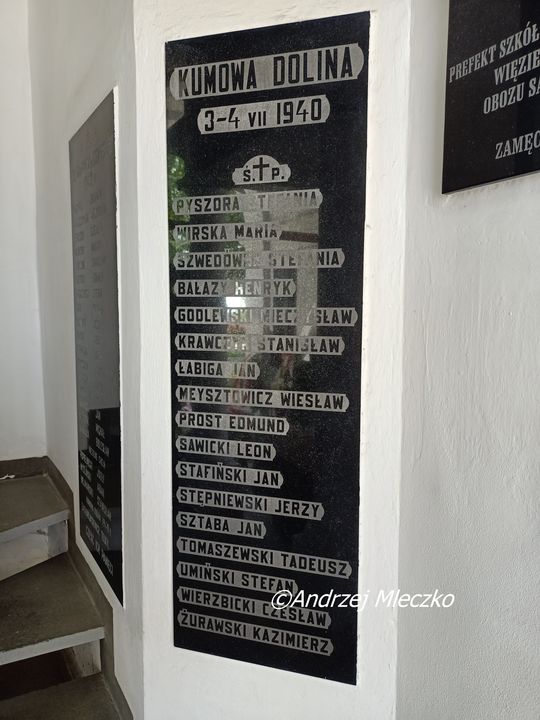 KUMOWA DOLINA
3-4 VII 1940
Ś.P.
PYSZORA STEFANIA
WIRSKA MARIA
SZWEDÓWNA STEFANIA
BAŁAZY HENRYK
GODLEWSKI MIECZYSŁAW
KRAWCZYK STANISŁAW
ŁABIGA JAN
MEYSZTOWICZ WIESŁAW
PROST EDMUND
SAWICKI LEON
STAFIŃSKI JAN
STĘPNIEWSKI JERZY
SZTABA JAN
TOMASZEWSKI TADEUSZ
UMIŃSKI STEFAN
WIERZBICKI CZESŁAW
ŻURAWSKI KAZIMIERZ
PREFEKT SZKÓŁ
WIĘZIE
OBOZU SA
ZAMĘC
©Andrzej Mleczko